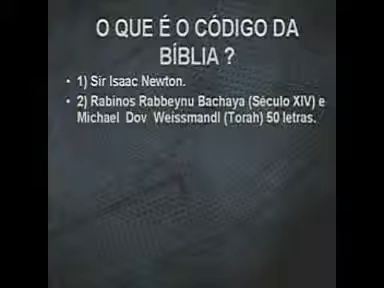 O QUE É O CÓDIGO DA
BÍBLIA ?
• 1) Sir Isaac Newton.
• 2) Rabinos Rabbeynu Bachaya (Século XIV) e
Michael Dov Weissmandl (Torah) 50 letras.